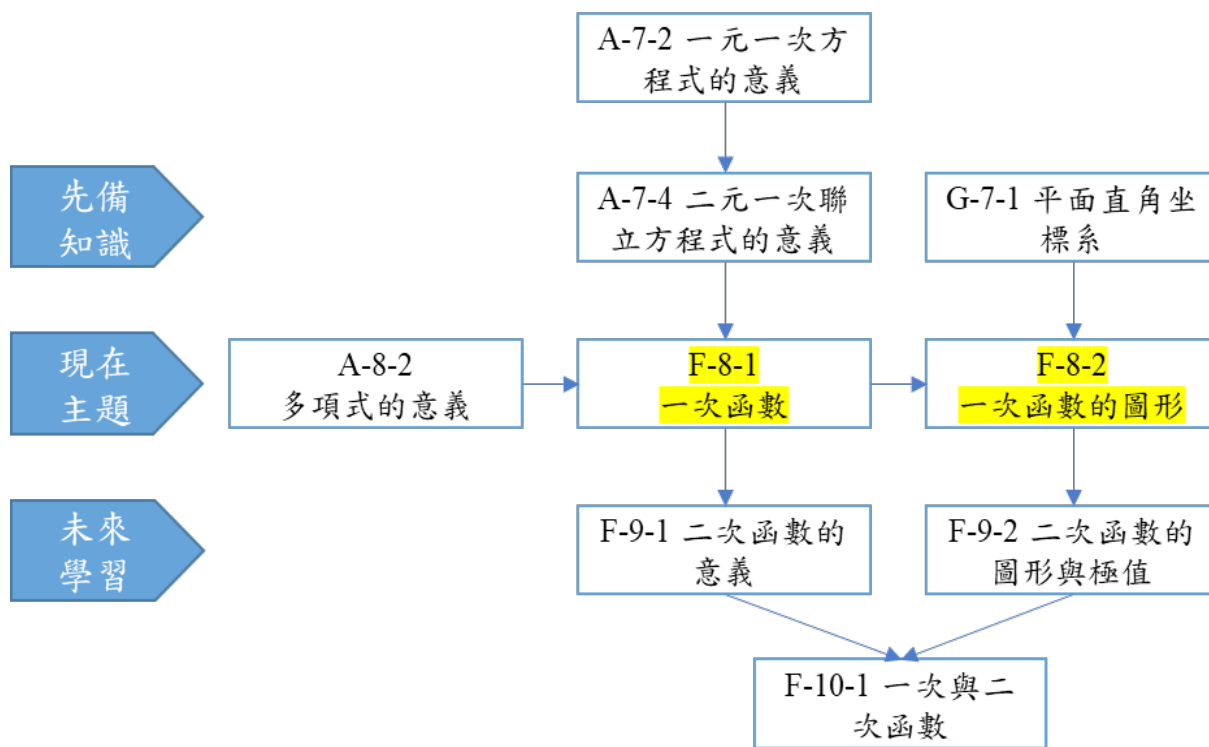 A-7-2 一元一次方
程式的意義
先備
知識
A-7-4 二元一次聯
立方程式的意義
G-7-1 平面直角坐
標系
現在
主題
A-8-2
多項式的意義
F-8-1
一次函數
F-8-2
一次函數的圖形
未來
學習
F-9-1 二次函數的
意義
F-9-2 二次函數的
圖形與極值
F-10-1 一次與二
次函數